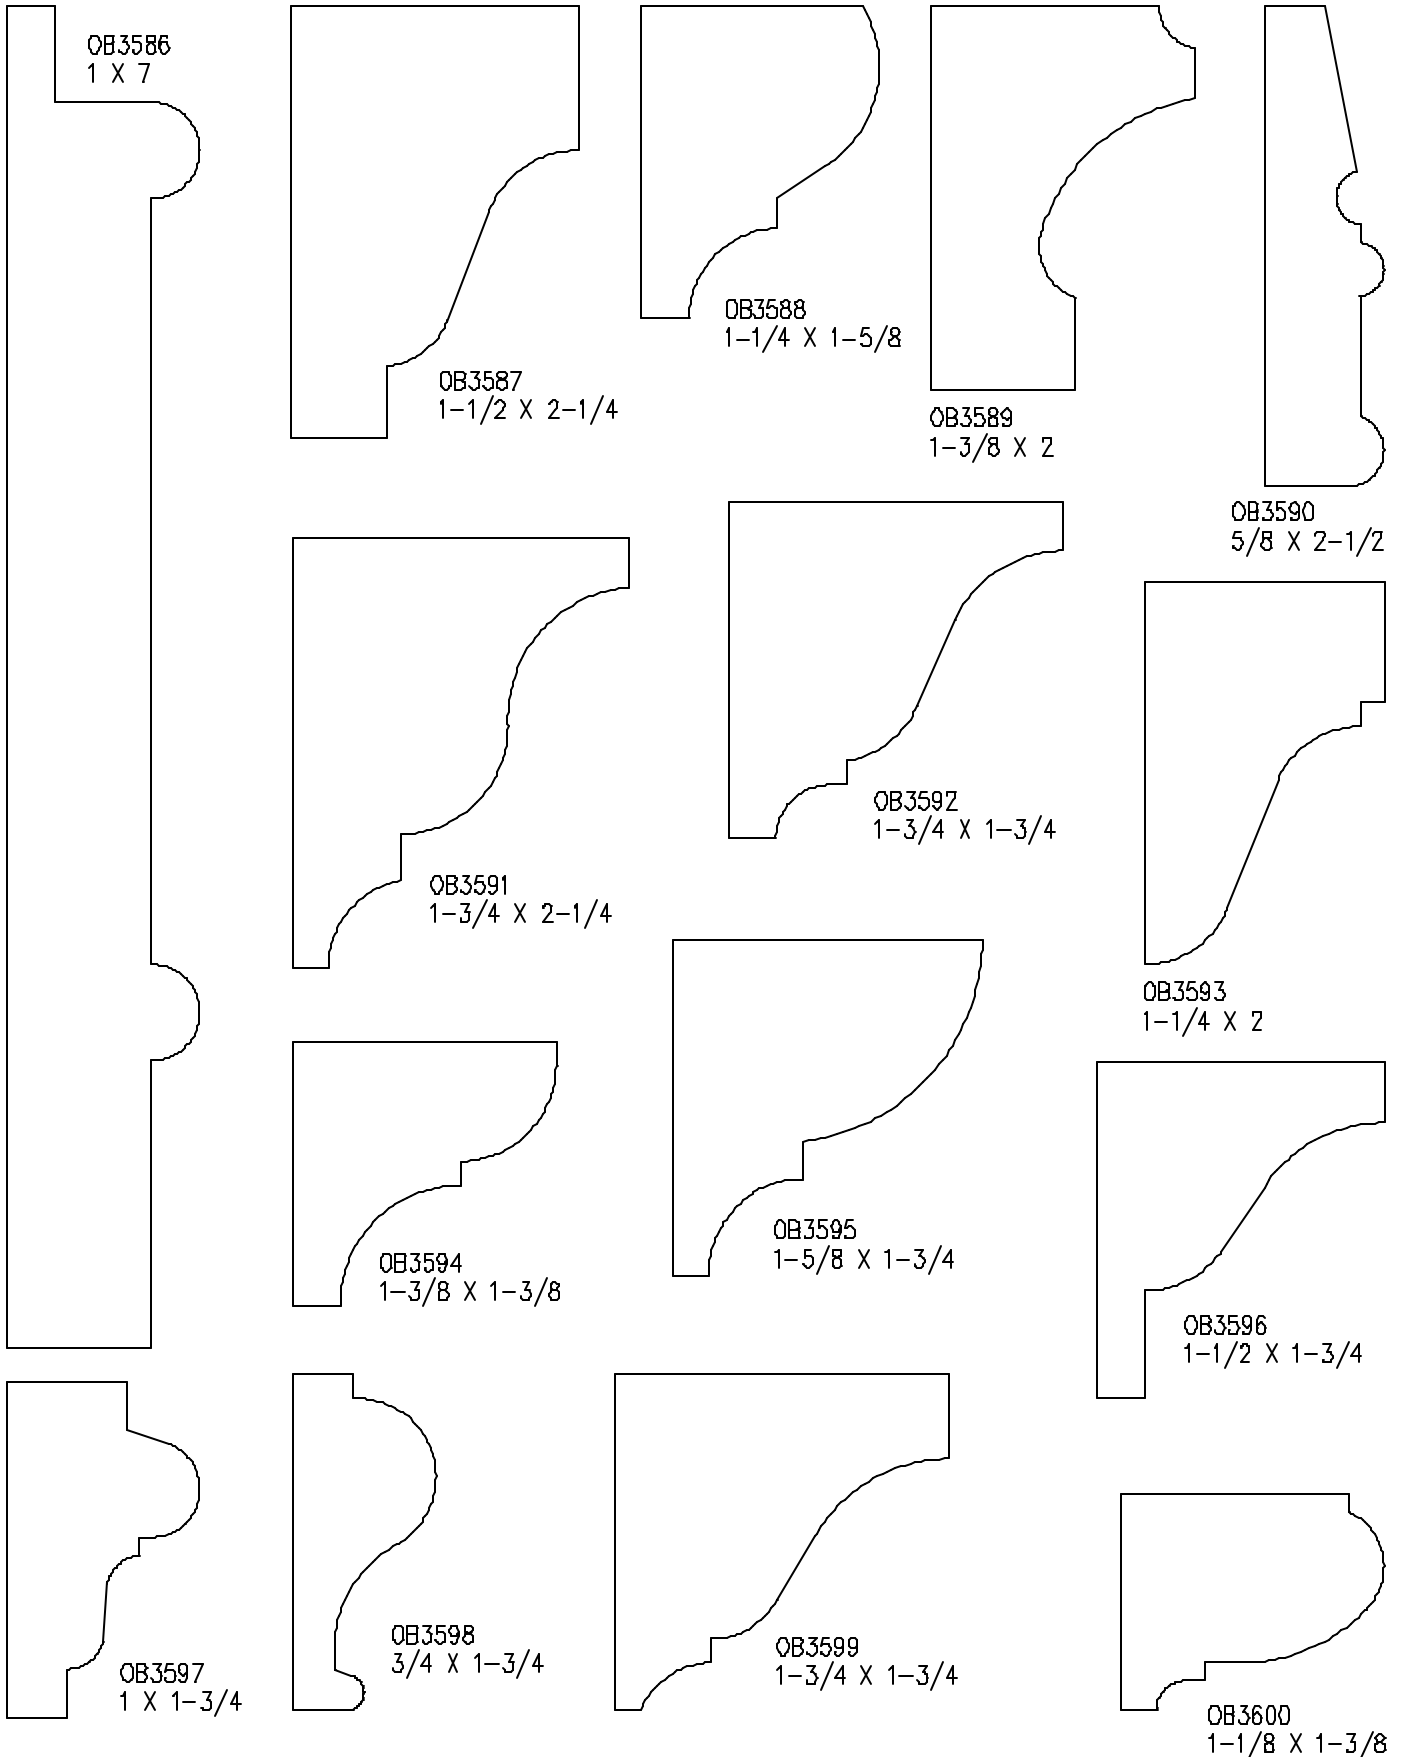 OB3586
1 X 7
OB3587
1-1/2 X 2-1/4
OB3588
1-1/4 X 1-5/8
OB3589
1-3/8 X 2
OB3590
5/8 X 2-1/2
OB3591
1-3/4 X 2-1/4
OB3592
1-3/4 X 1-3/4
OB3593
1-1/4 X 2
OB3594
1-3/8 X 1-3/8
OB3595
1-5/8 X 1-3/4
OB3596
1-1/2 X 1-3/4
OB3597
1 X 1-3/4
OB3598
3/4 X 1-3/4
OB3599
1-3/4 X 1-3/4
OB3600
1-1/8 X 1-3/8